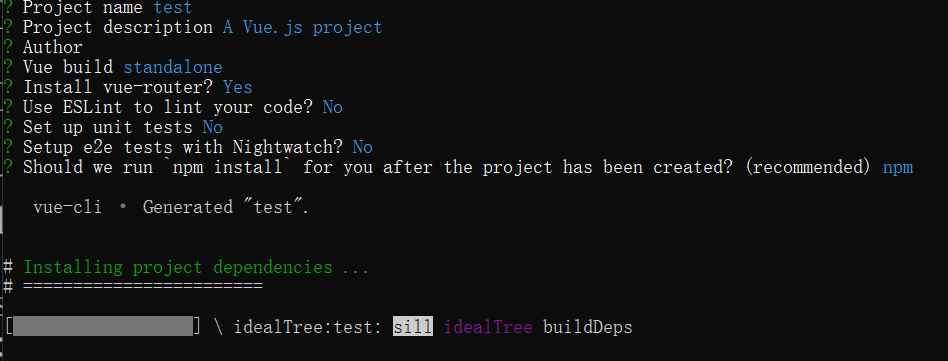 ? Project name test
? Project description A Vue.js project
? Author
? Vue build standalone
? Install vue-router? Yes
? Use ESLint to lint your code? No
? Set up unit tests No
? Setup e2e tests with Nightwatch? No
? Should we run `npm install` for you after the project has been created? (recommended) npm
vue-cli · Generated "test".
# Installing project dependencies ...
# ========================
[                  ] \ idealTree:test: sill idealTree buildDeps